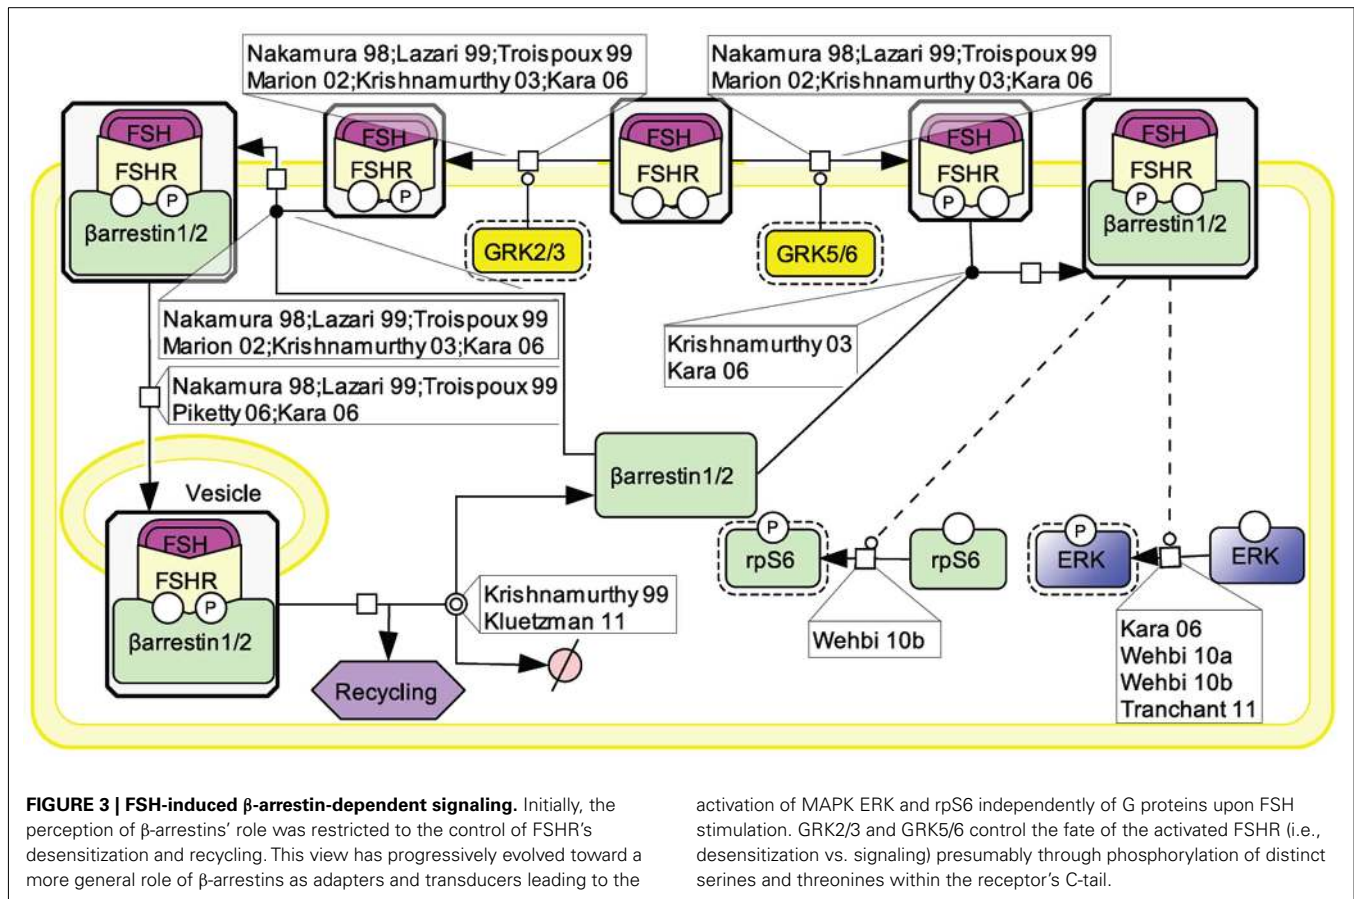 Nakamura 98;Lazari 99;Troispoux 99
Marion 02;Krishnamurthy 03;Kara 06
Nakamura 98;Lazari 99;Troispoux 99
Marion 02;Krishnamurthy 03;Kara 06
FSH
FSHR
P
βarrestin1/2
FSH
FSHR
P
FSH
FSHR
FSH
FSHR
P
FSH
FSHR
P
βarrestin1/2
GRK2/3
GRK5/6
Nakamura 98;Lazari 99;Troispoux 99
Marion 02;Krishnamurthy 03;Kara 06
Krishnamurthy 03
Kara 06
Nakamura 98;Lazari 99;Troispoux 99
Piketty 06;Kara 06
βarrestin1/2
Vesicle
FSH
FSHR
P
βarrestin1/2
P
rpS6
rpS6
P
ERK
ERK
Krishnamurthy 99
Kluetzman 11
Wehbi 10b
Kara 06
Wehbi 10a
Wehbi 10b
Tranchant 11
Recycling
FIGURE 3 | FSH-induced β-arrestin-dependent signaling. Initially, the
perception of β-arrestins' role was restricted to the control of FSHR's
desensitization and recycling. This view has progressively evolved toward a
more general role of β-arrestins as adapters and transducers leading to the
activation of MAPK ERK and rpS6 independently of G proteins upon FSH
stimulation. GRK2/3 and GRK5/6 control the fate of the activated FSHR (i.e.,
desensitization vs. signaling) presumably through phosphorylation of distinct
serines and threonines within the receptor's C-tail.